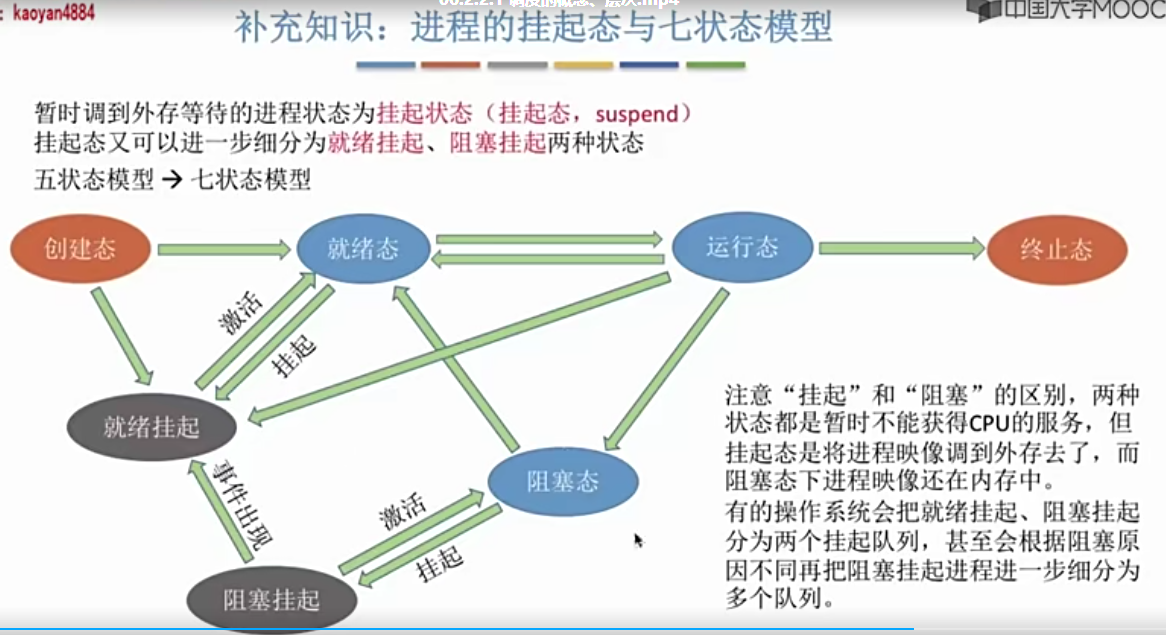 : kaoyan4884
中国大学MOOC
补充知识：进程的挂起态与七状态模型
暂时调到外存等待的进程状态为挂起状态（挂起态，suspend）
挂起态又可以进一步细分为就绪挂起、阻塞挂起两种状态
五状态模型→七状态模型
创建态
就绪态
运行态
终止态
激活
挂起
就绪挂起
事件出现
阻塞态
激活
挂起
阻塞挂起
注意“挂起”和“阻塞”的区别，两种
状态都是暂时不能获得CPU的服务，但
挂起态是将进程映像调到外存去了，而
阻塞态下进程映像还在内存中。
有的操作系统会把就绪挂起、阻塞挂起
分为两个挂起队列，甚至会根据阻塞原
因不同再把阻塞挂起进程进一步细分为
多个队列。